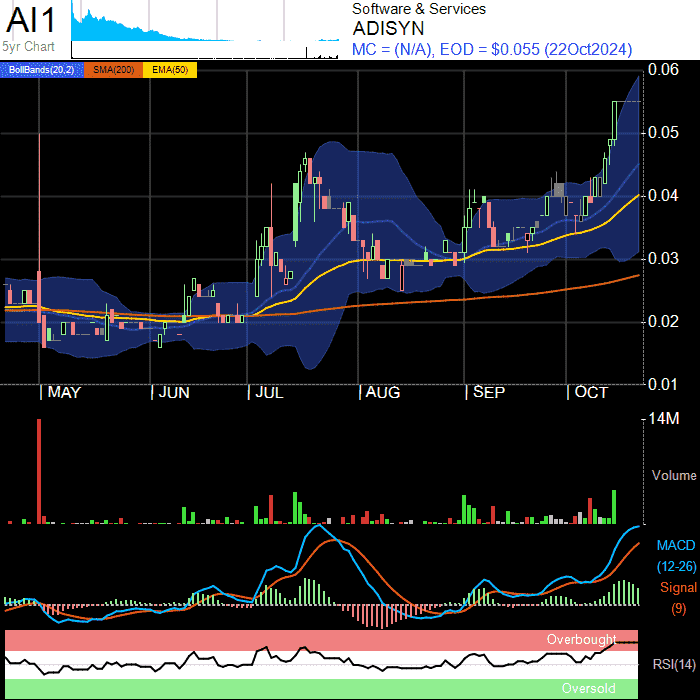 AI1
5yr Chart
Software & Services
ADISYN
MC = (N/A), EOD = $0.055 (22Oct2024)
BollBands(20,2) SMA(200) EMA(50)
0.06
0.05
0.04
0.03
0.02
0.01
MAY JUN JUL AUG SEP OCT
14M
Volume
MACD
(12-26)
Signal
(9)
Overbought
RSI(14)
Oversold